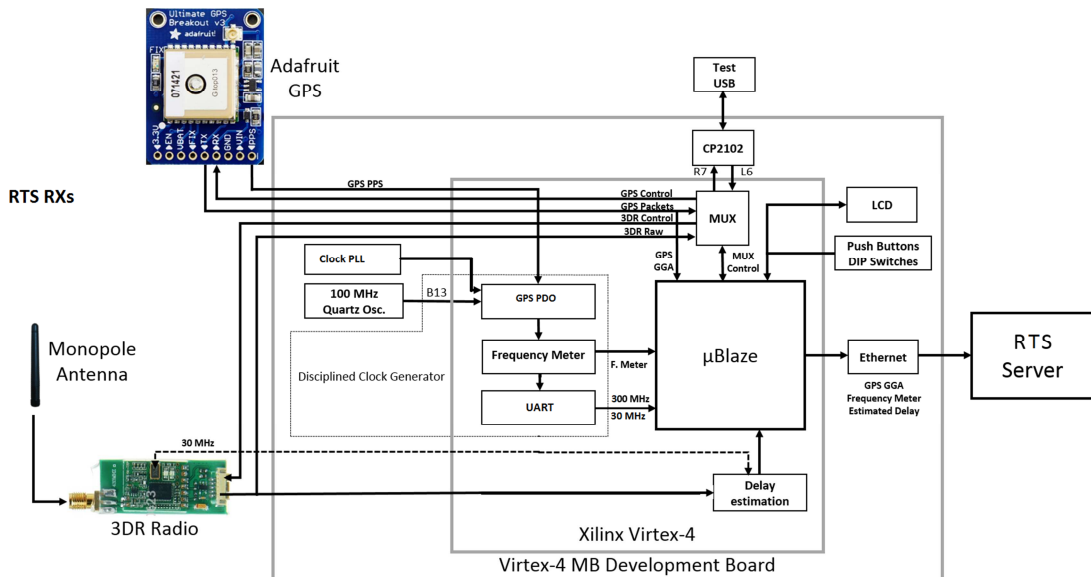 Ultimate GPS
Breakout v3
adafruit!
FIX
071421
Gtop013
3.3V
EN
VBAT
FIX
TX
RX
GND
VIN
PPS
Adafruit
GPS
RTS RXs
Test
USB
CP2102
R7
L6
GPS PPS
GPS Control
GPS Packets
3DR Control
3DR Raw
MUX
LCD
GPS
GGA
MUX
Control
Push Buttons
DIP Switches
Clock PLL
100 MHz
Quartz Osc.
B13
GPS PDO
Monopole
Antenna
Frequency Meter
F. Meter
Disciplined Clock Generator
UART
300 MHz
30 MHz
µBlaze
Ethernet
GPS GGA
Frequency Meter
Estimated Delay
RTS
Server
30 MHz
Delay
estimation
3DR Radio
Xilinx Virtex-4
Virtex-4 MB Development Board